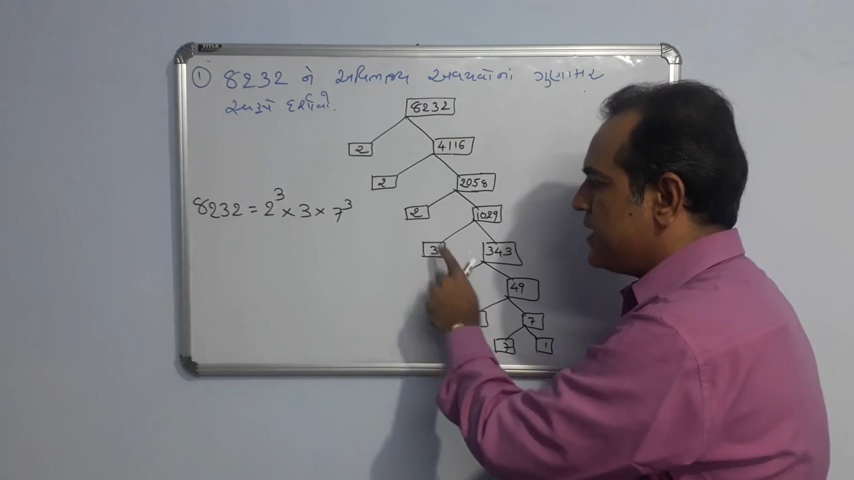 ① 8232 ને અવિભાજ્ય અવયવોનાં ગુણાકાર
સ્વરૂપે દર્શાવો.
8232
2 4116
2 2058
2 1029
3 343
49
7
7 1
8232 = 2³ × 3 × 7³